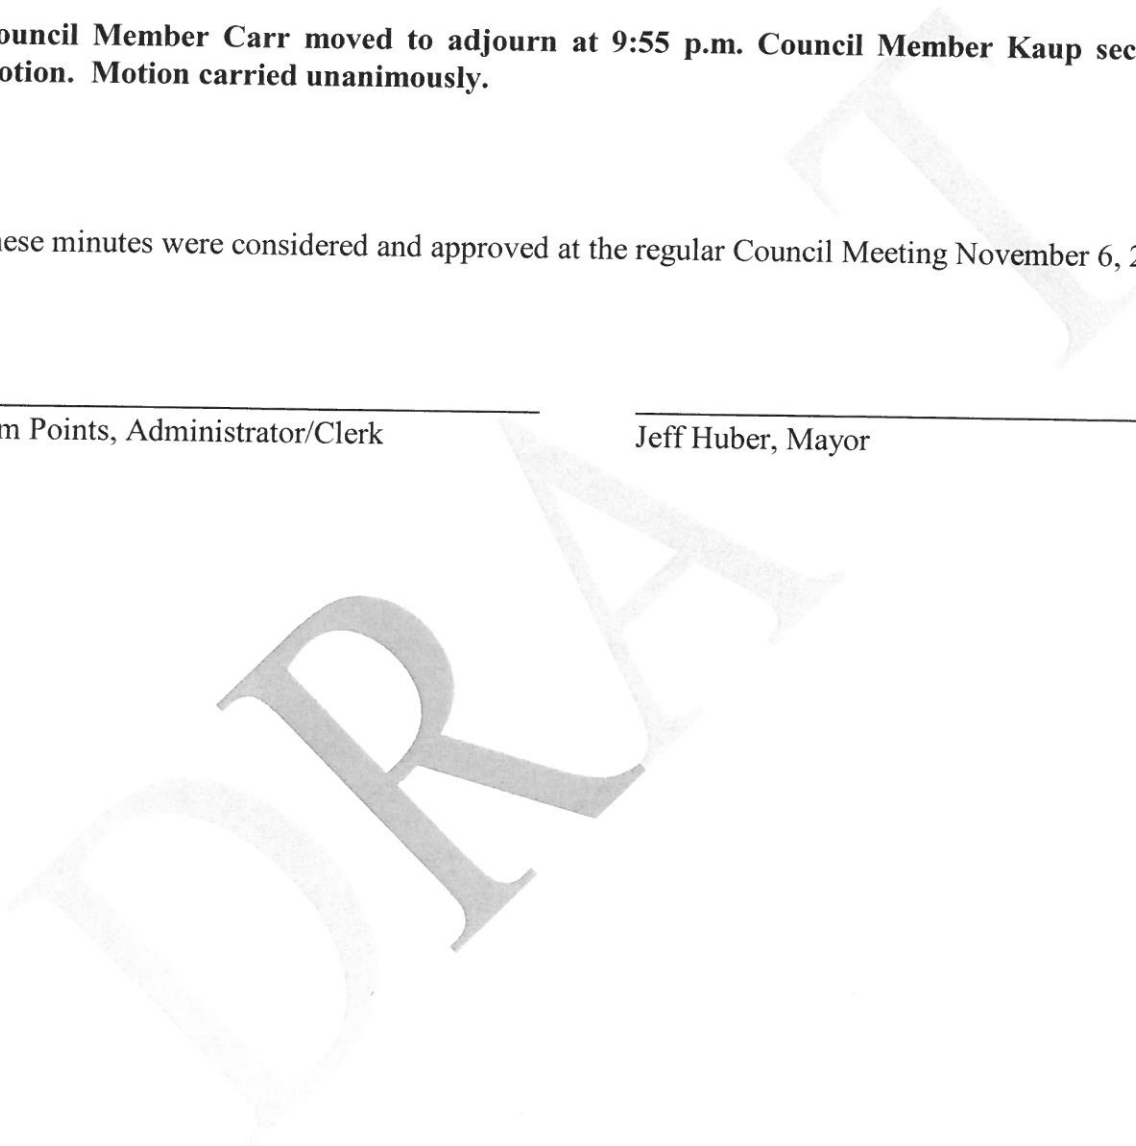 ouncil Member Carr moved to adjourn at 9:55 p.m. Council Member Kaup sec
otion. Motion carried unanimously.
ese minutes were considered and approved at the regular Council Meeting November 6, 2
m Points, Administrator/Clerk
Jeff Huber, Mayor
DRA T